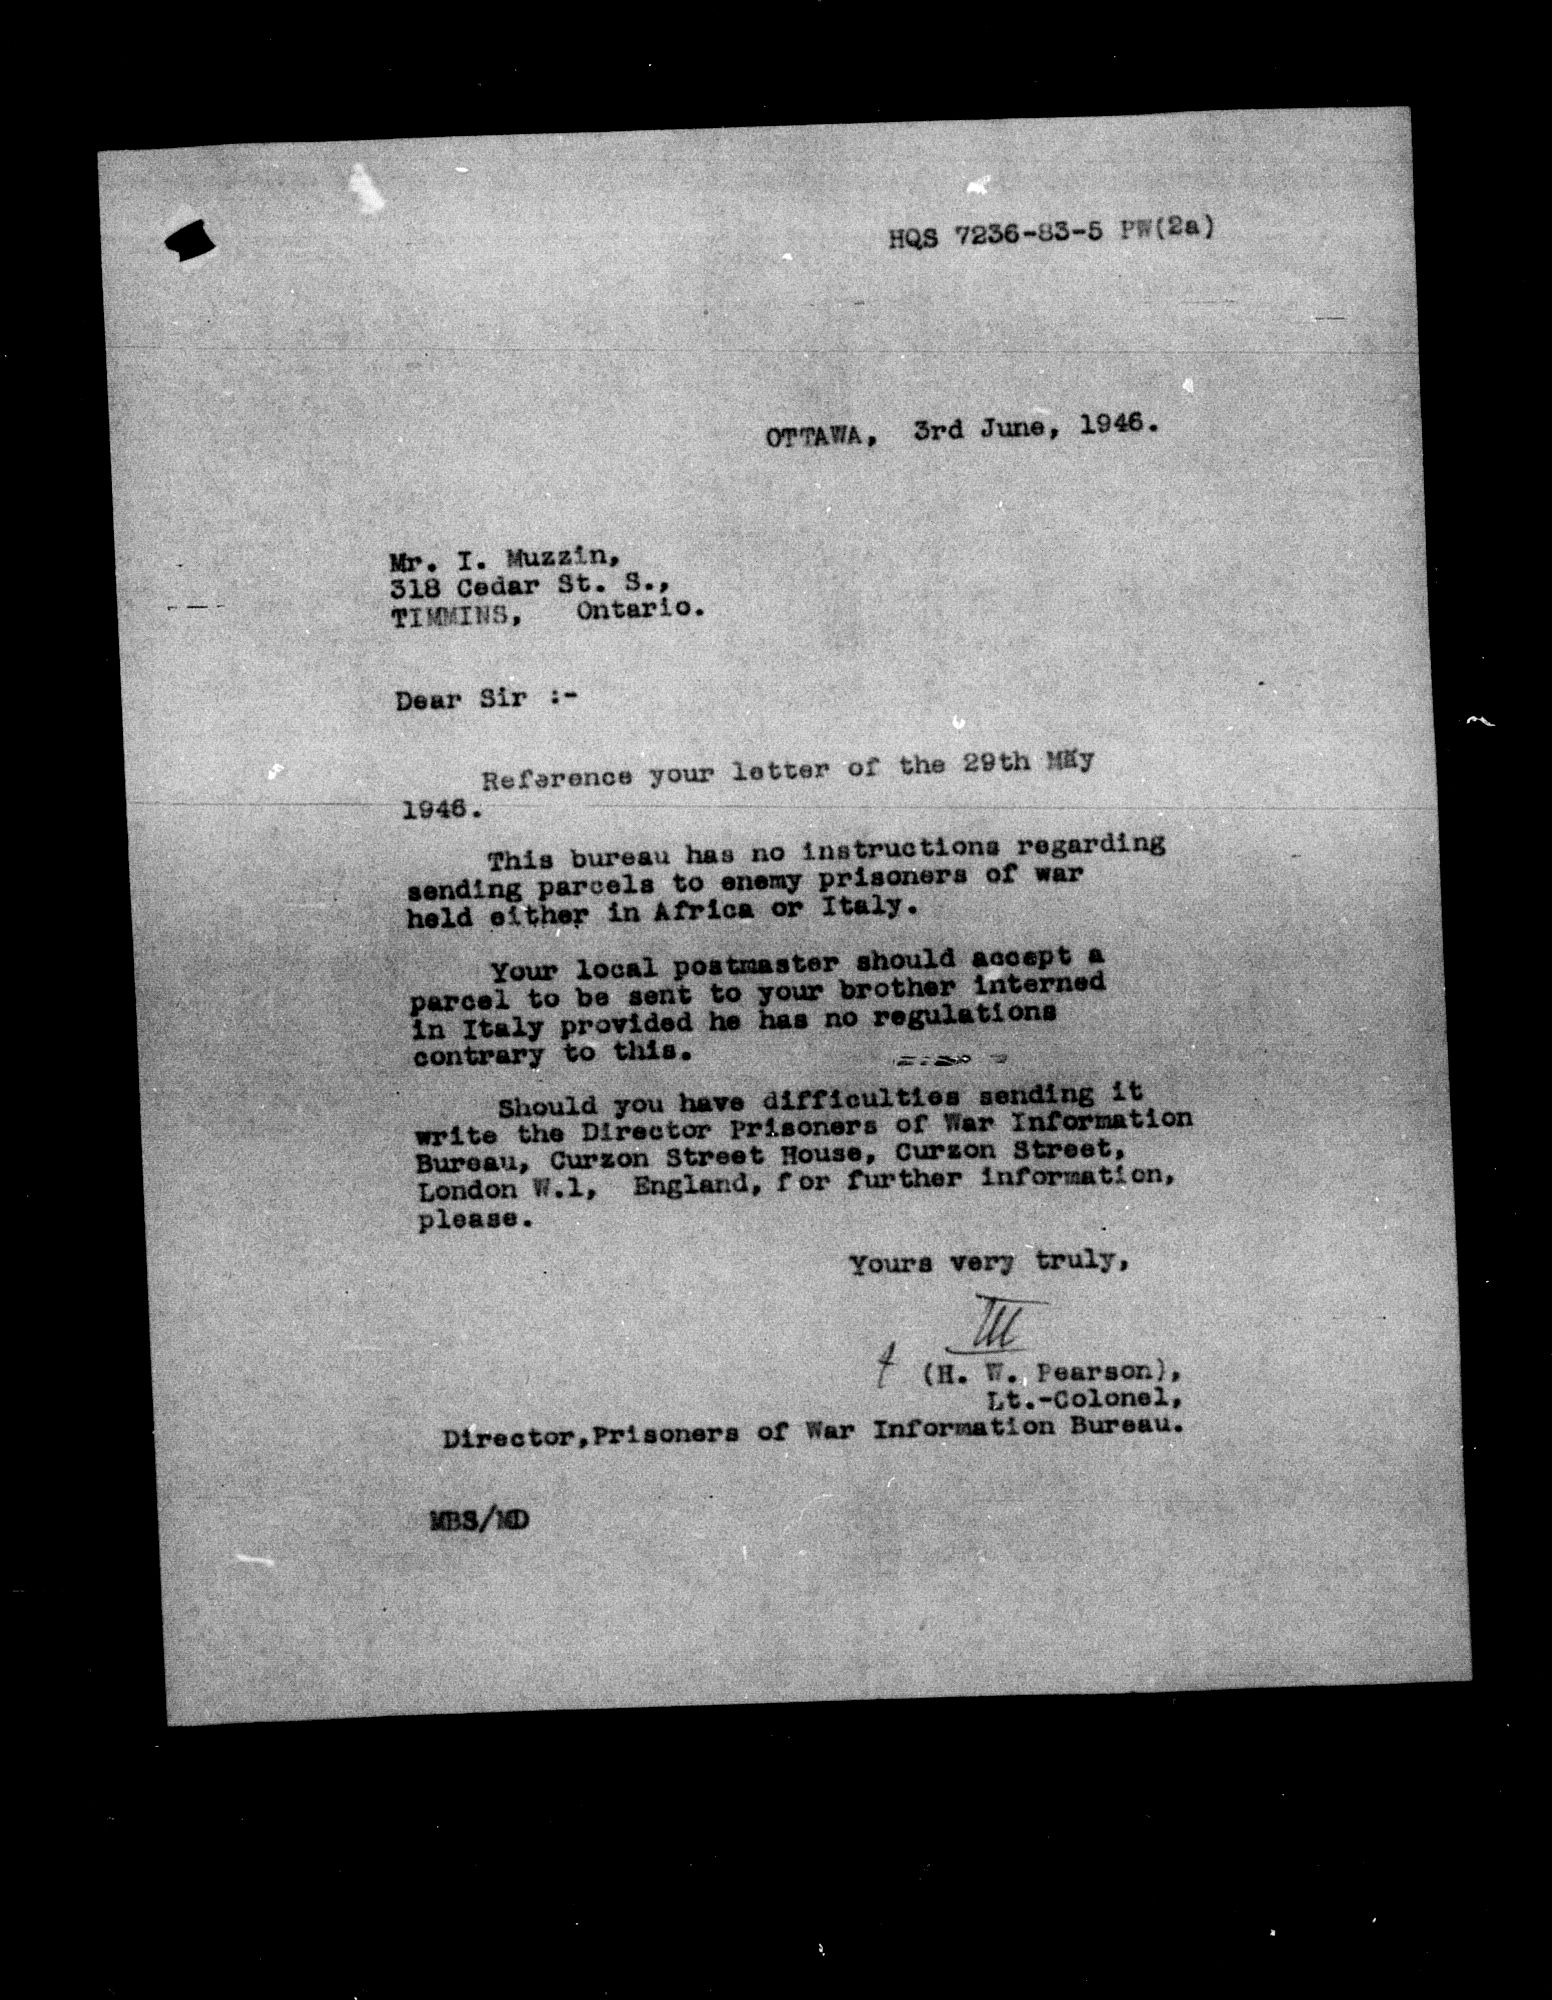 HQS 7236-83-5 PW(2a)
OTTAWA, 3rd June, 1946.
Mr. I. Muzzin,
318 Cedar St. S.,
TIMMINS, Ontario.
Dear Sir :-
Reference your letter of the 29th May
1946.
This bureau has no instructions regarding
sending parcels to enemy prisoners of war
held either in Africa or Italy.
Your local postmaster should accept a
parcel to be sent to your brother interned
in Italy provided he has no regulations
contrary to this.
Should you have difficulties sending it
write the Director Prisoners of War Information
Bureau, Curzon Street House, Curzon Street,
London W.1, England, for further information,
please.
Yours very truly,
(H. W. Pearson),
Lt.-Colonel,
Director,Prisoners of War Information Bureau.
MBS/MD